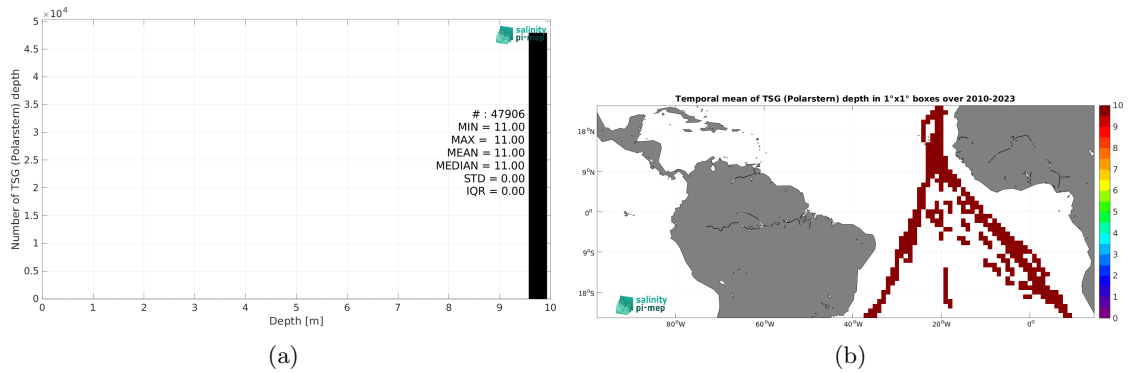 ×10⁴
5
4.5
4
3.5
3
2.5
2
1.5
1
0.5
0
Number of TSG (Polarstern) depth
salinity
pi-mep
# : 47906
MIN = 11.00
MAX = 11.00
MEAN = 11.00
MEDIAN = 11.00
STD = 0.00
IQR = 0.00
0 1 2 3 4 5 6 7 8 9 10
Depth [m]
(a)
Temporal mean of TSG (Polarstern) depth in 1°x1° boxes over 2010-2023
18°N
9°N
0°
9°S
18°S
salinity
pi-mep
80°W 60°W 40°W 20°W 0°
10
9
8
7
6
5
4
3
2
1
0
(b)